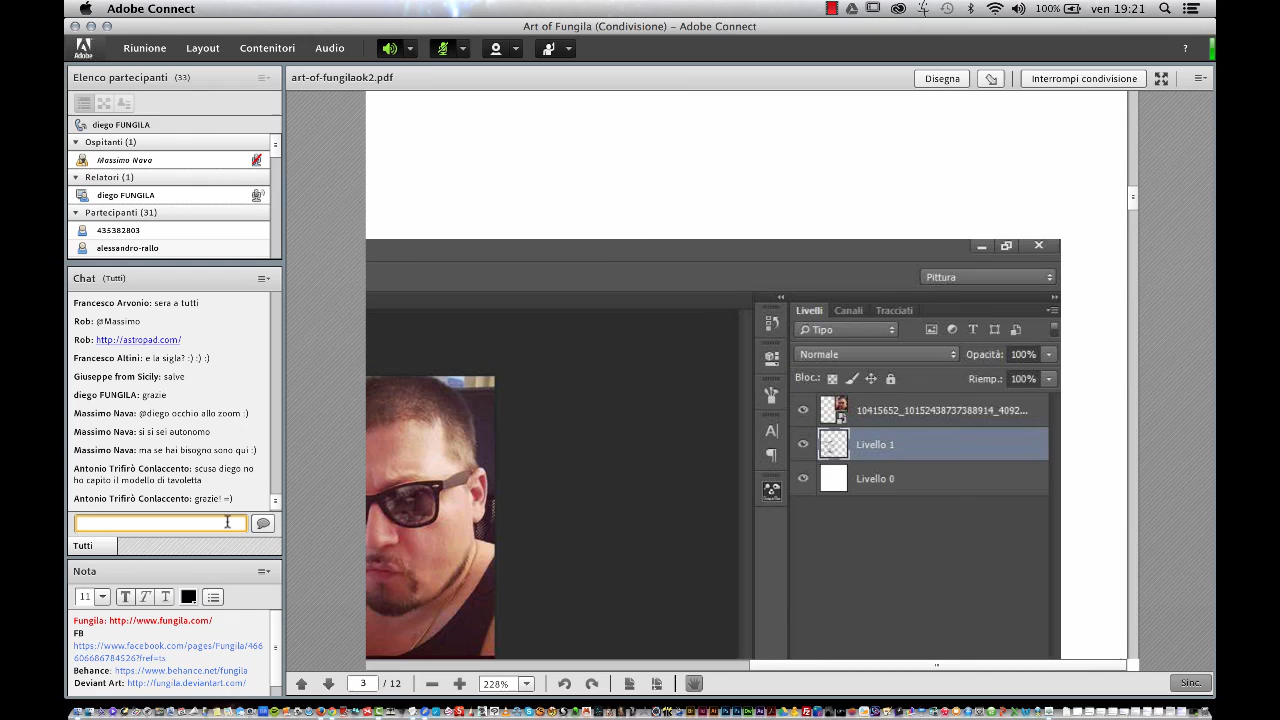 Adobe Connect
100%
ven 19:21
Art of Fungila (Condivisione) – Adobe Connect
Adobe
Riunione
Layout
Contenitori
Audio
?
Elenco partecipanti (33)
diego FUNGILA
Ospitanti (1)
Massimo Nava
Relatori (1)
diego FUNGILA
Partecipanti (31)
435382803
alessandro-rallo
Chat (Tutti)
Francesco Arvonio: sera a tutti
Rob: @Massimo
Rob: http://astropad.com/
Francesco Altini: e la sigla? :) :) :)
Giuseppe from Sicily: salve
diego FUNGILA: grazie
Massimo Nava: @diego occhio allo zoom :)
Massimo Nava: si si sei autonomo
Massimo Nava: ma se hai bisogno sono qui :)
Antonio Trifirò Conlaccento: scusa diego no
ho capito il modello di tavoletta
Antonio Trifirò Conlaccento: grazie! =)
Tutti
Nota
11
T T T
Fungila: http://www.fungila.com/
FB
https://www.facebook.com/pages/Fungila/466
606686784526?fref=ts
Behance: https://www.behance.net/fungila
Deviant Art: http://fungila.deviantart.com/
art-of-fungilaok2.pdf
Disegna
Interrompi condivisione
Pittura
Livelli
Canali
Tracciati
Tipo
T
Normale
Opacità: 100%
Bloc.:
Riemp.: 100%
10415652_10152438737388914_4092...
A|
Livello 1
¶
Livello 0
3 / 12
228%
Sinc.